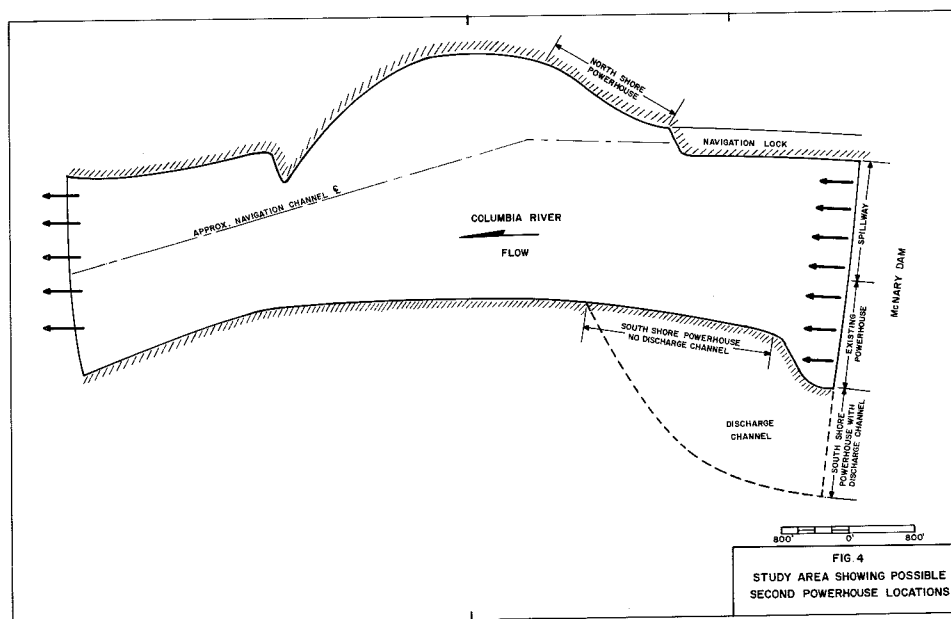 NORTH SHORE
POWERHOUSE
NAVIGATION LOCK
APPROX. NAVIGATION CHANNEL ℄
COLUMBIA RIVER
FLOW
SPILLWAY
McNARY DAM
EXISTING
POWERHOUSE
SOUTH SHORE POWERHOUSE
NO DISCHARGE CHANNEL
DISCHARGE
CHANNEL
SOUTH SHORE
POWERHOUSE WITH
DISCHARGE CHANNEL
800' 0' 800'
FIG. 4
STUDY AREA SHOWING POSSIBLE
SECOND POWERHOUSE LOCATIONS